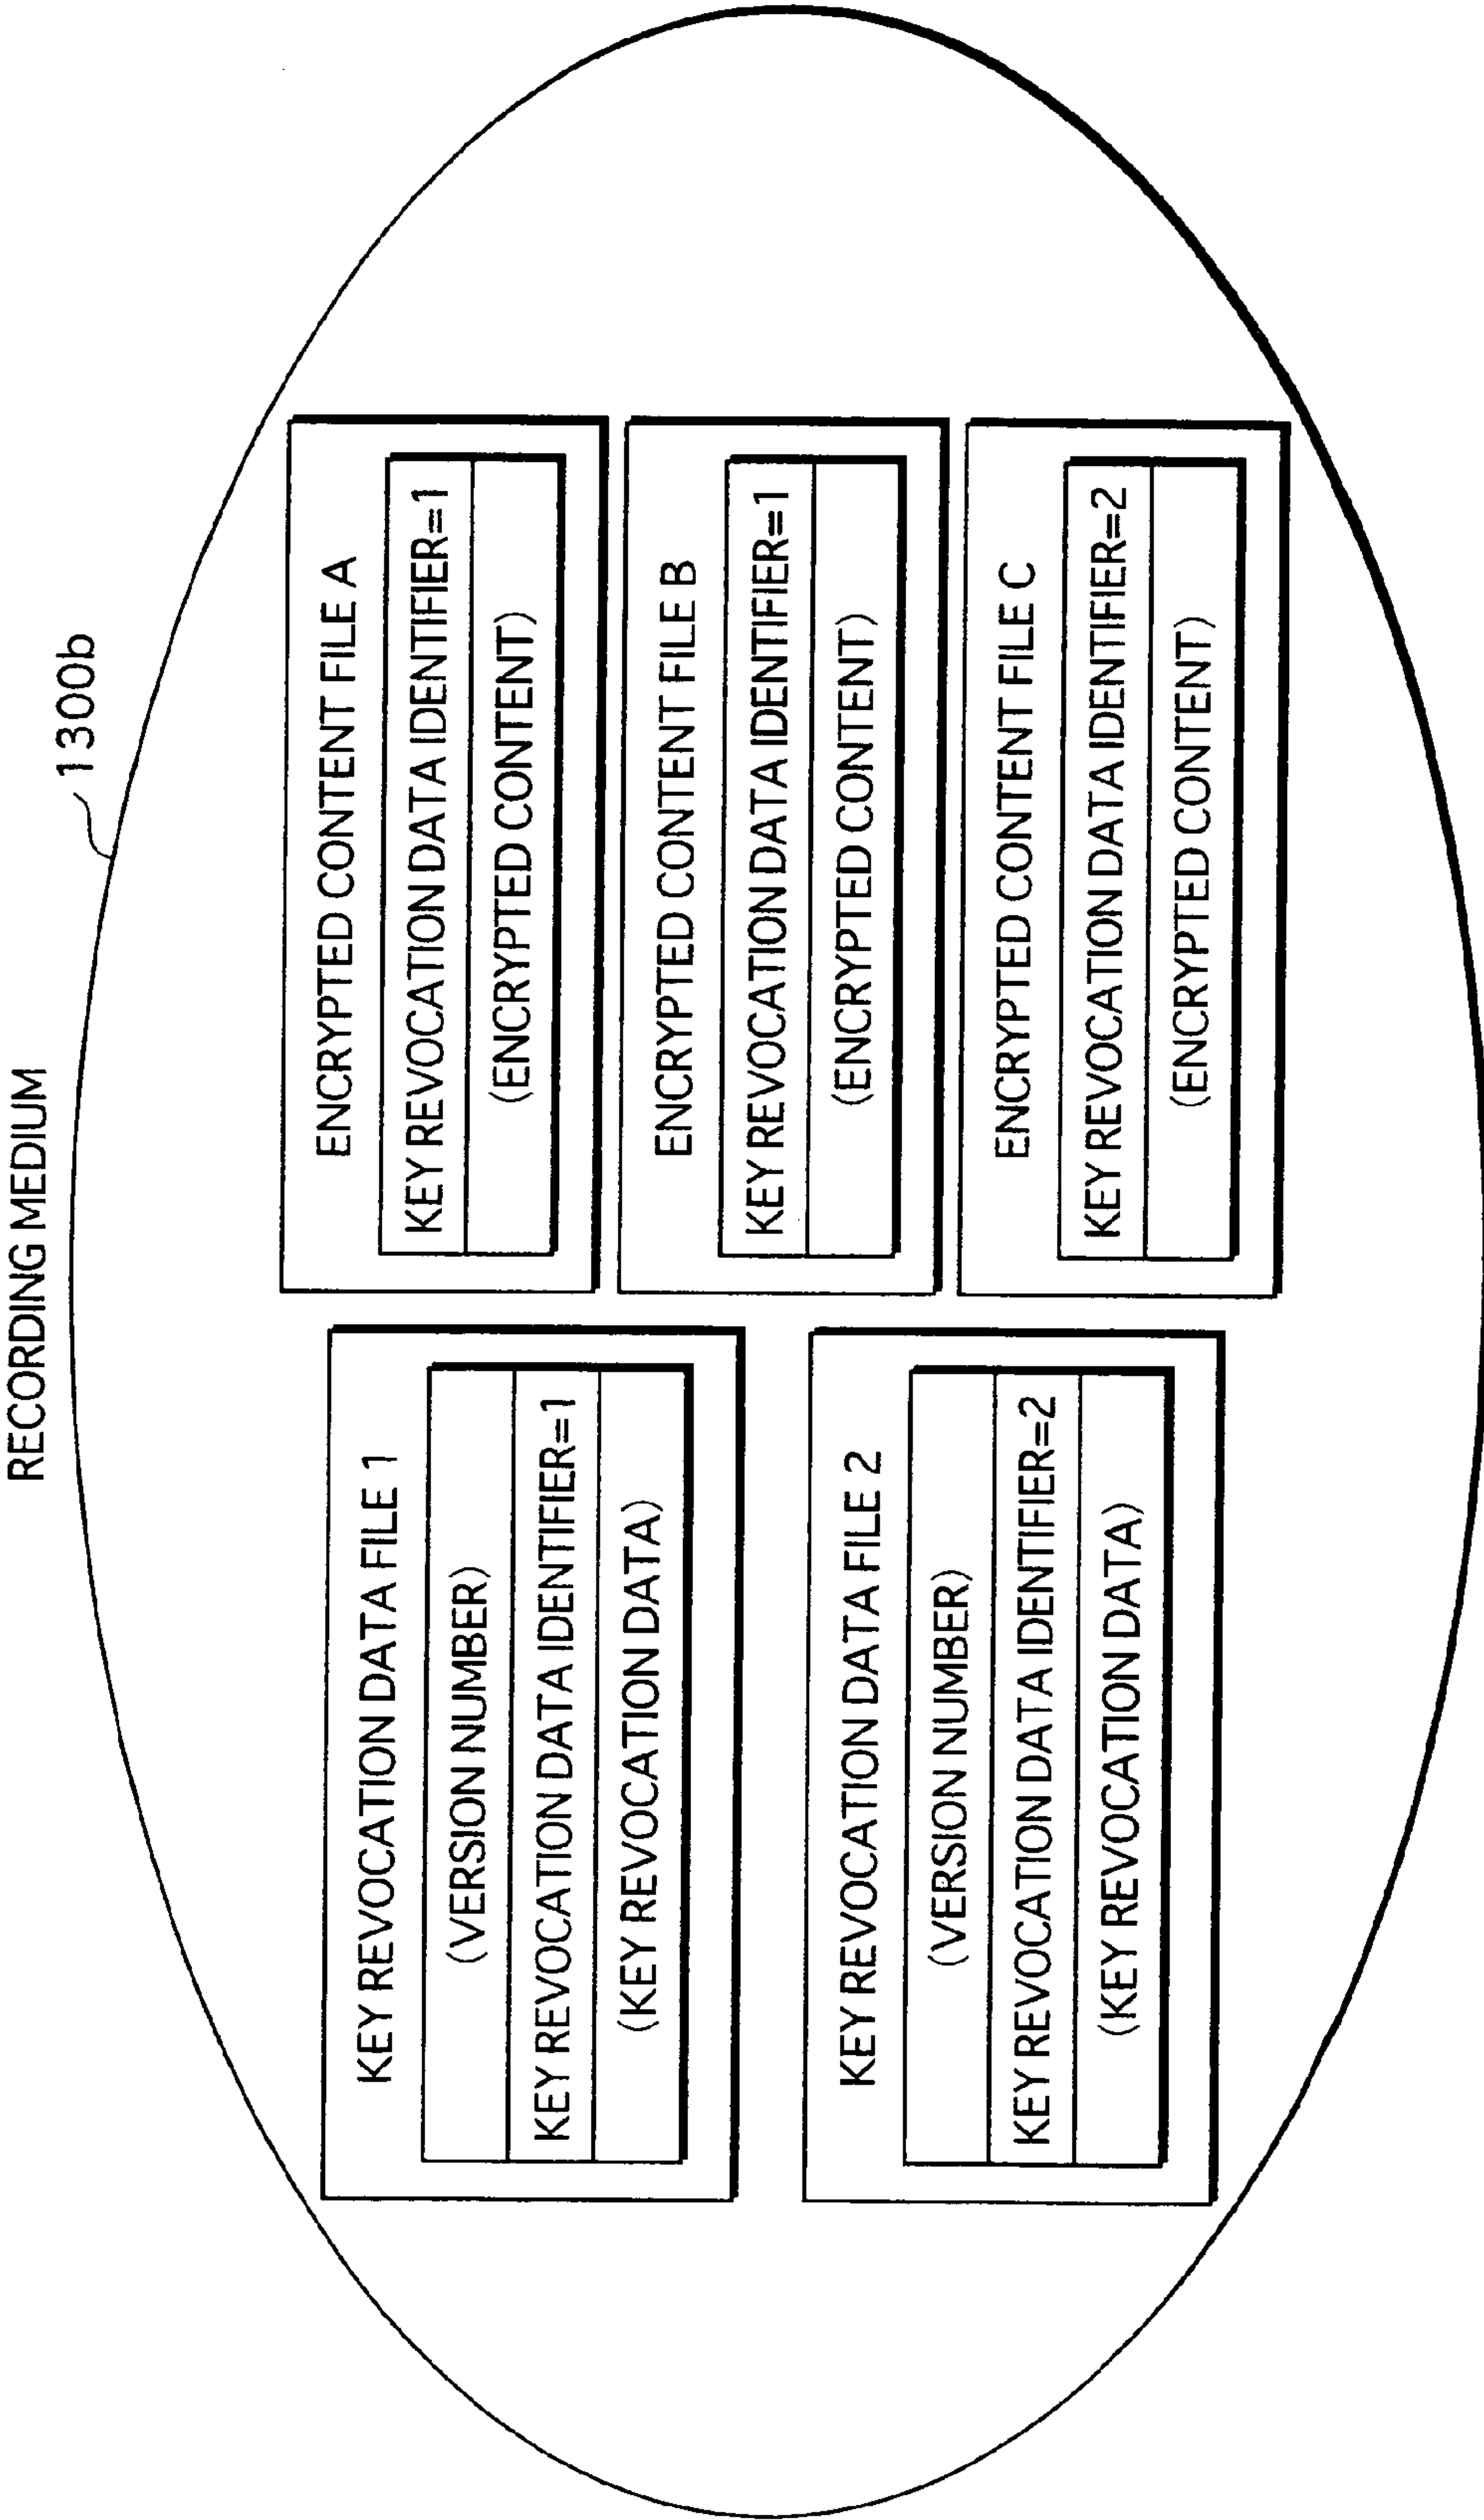 RECORDING MEDIUM
1300b
KEY REVOCATION DATA FILE 1
(VERSION NUMBER)
KEY REVOCATION DATA IDENTIFIER=1
(KEY REVOCATION DATA)
KEY REVOCATION DATA FILE 2
(VERSION NUMBER)
KEY REVOCATION DATA IDENTIFIER=2
(KEY REVOCATION DATA)
ENCRYPTED CONTENT FILE A
KEY REVOCATION DATA IDENTIFIER=1
(ENCRYPTED CONTENT)
ENCRYPTED CONTENT FILE B
KEY REVOCATION DATA IDENTIFIER=1
(ENCRYPTED CONTENT)
ENCRYPTED CONTENT FILE C
KEY REVOCATION DATA IDENTIFIER=2
(ENCRYPTED CONTENT)